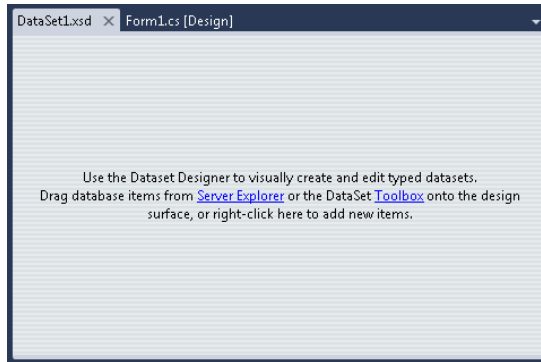 DataSet1.xsd Form1.cs [Design]
Use the Dataset Designer to visually create and edit typed datasets.
Drag database items from Server Explorer or the DataSet Toolbox onto the design
surface, or right-click here to add new items.